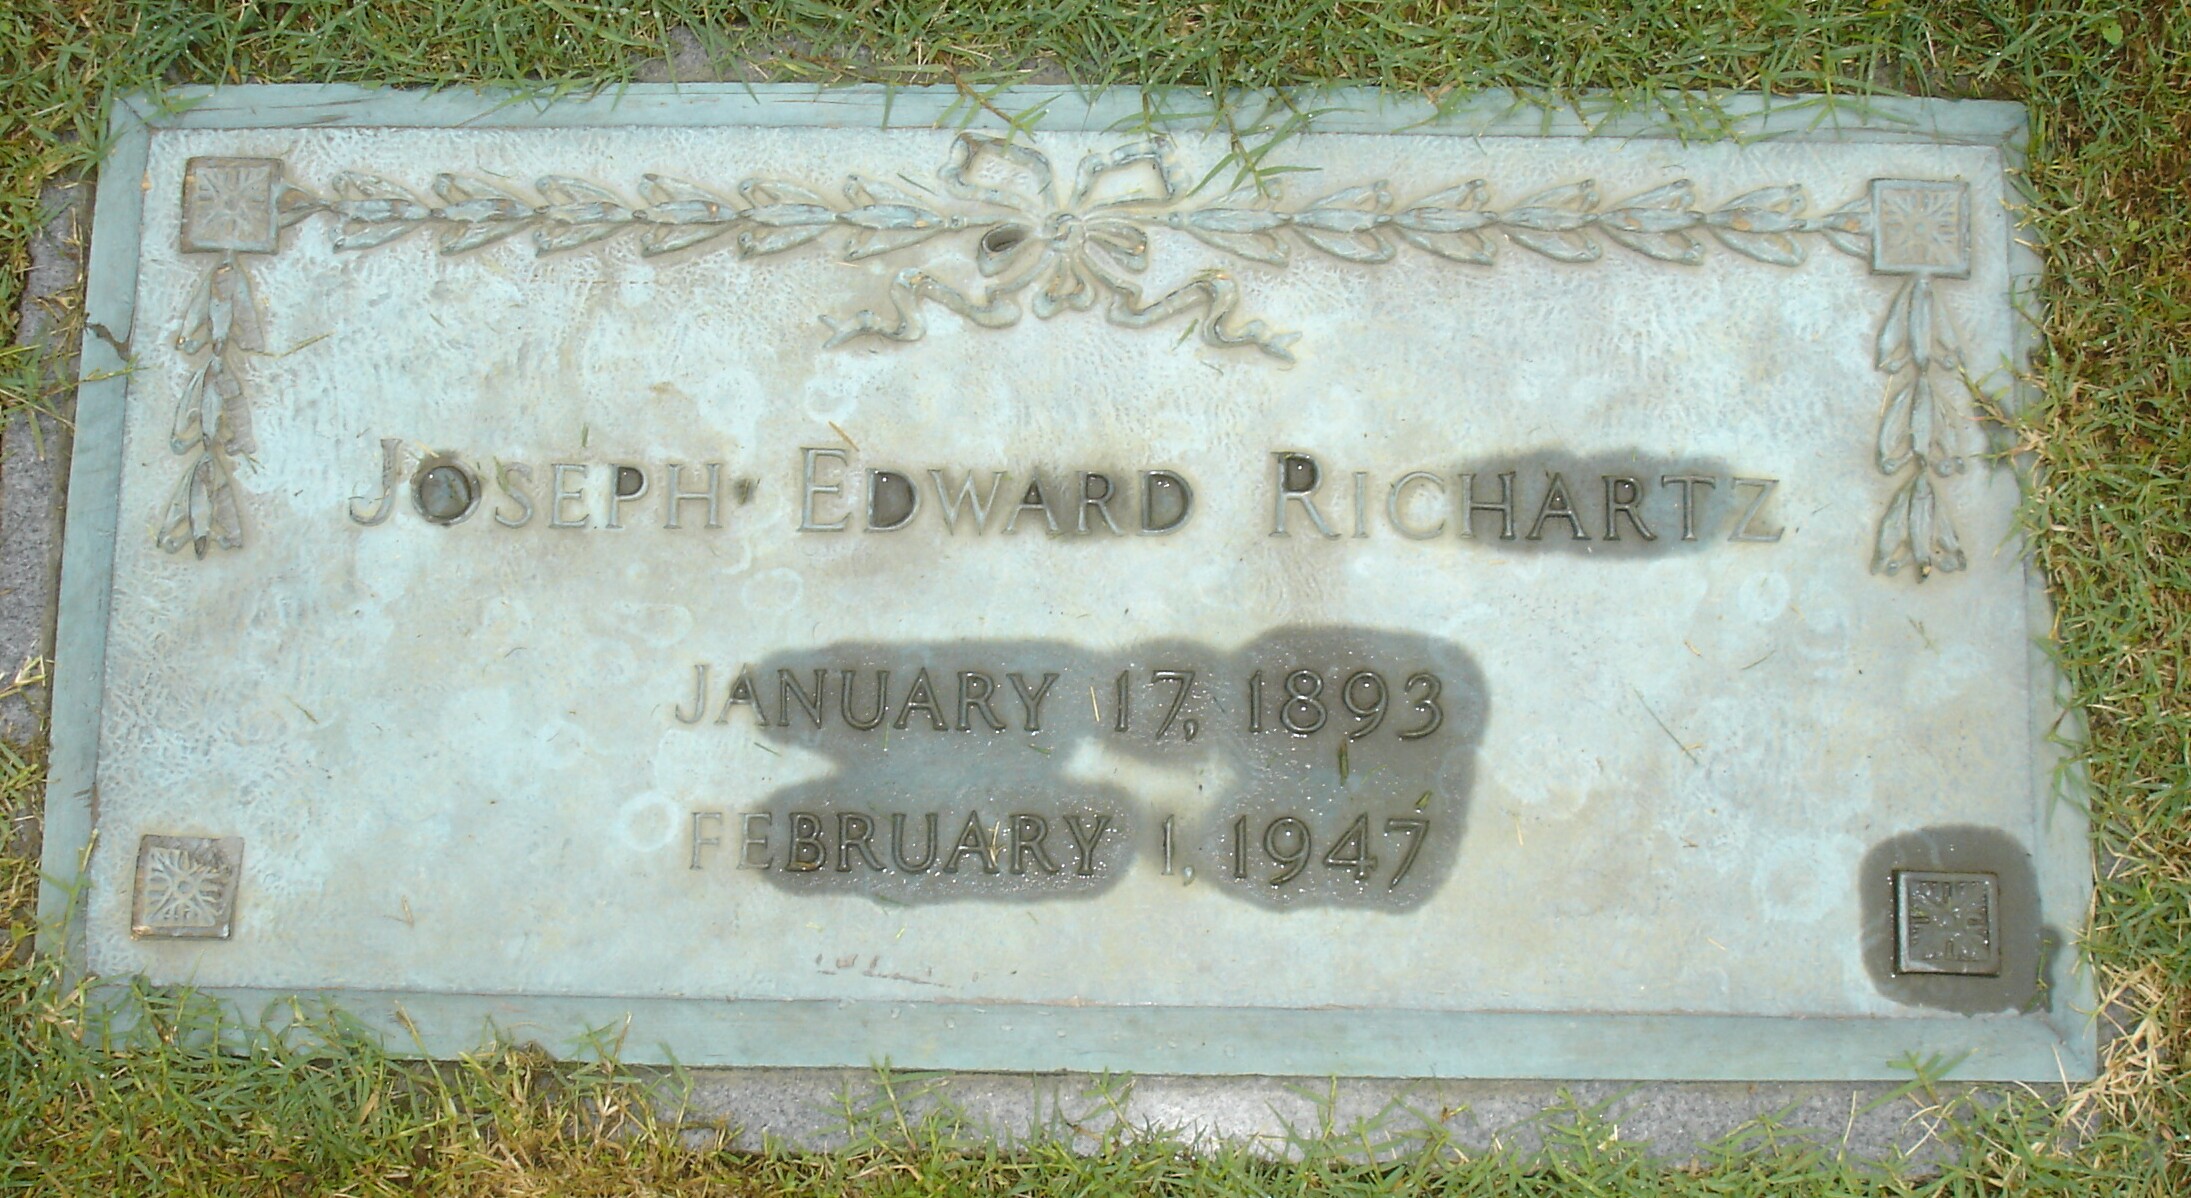 JOSEPH EDWARD RICHARTZ
JANUARY 17, 1893
FEBRUARY 1, 1947